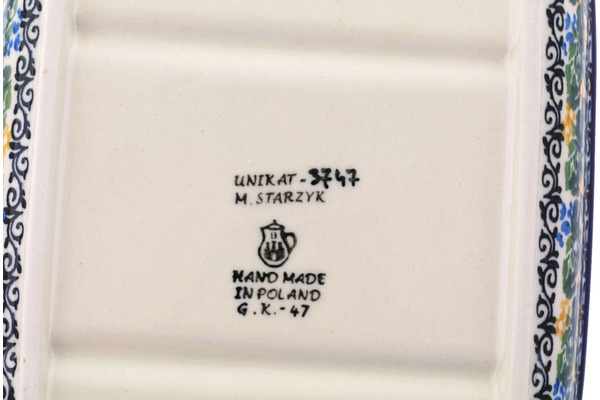 UNIKAT-3747
M. STARZYK
HAND MADE
IN POLAND
G.K.-47